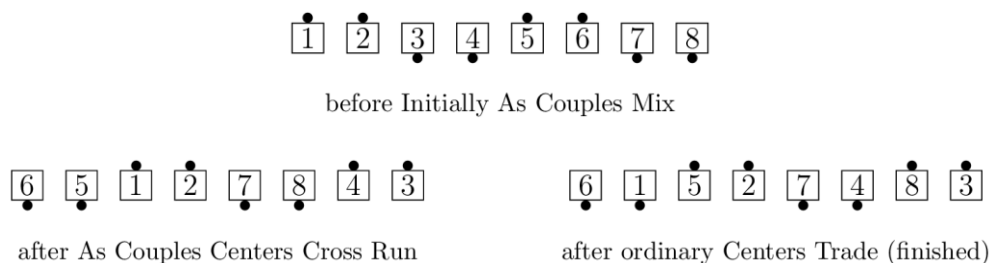 1 2 3 4 5 6 7 8
before Initially As Couples Mix
6 5 1 2 7 8 4 3
after As Couples Centers Cross Run
6 1 5 2 7 4 8 3
after ordinary Centers Trade (finished)